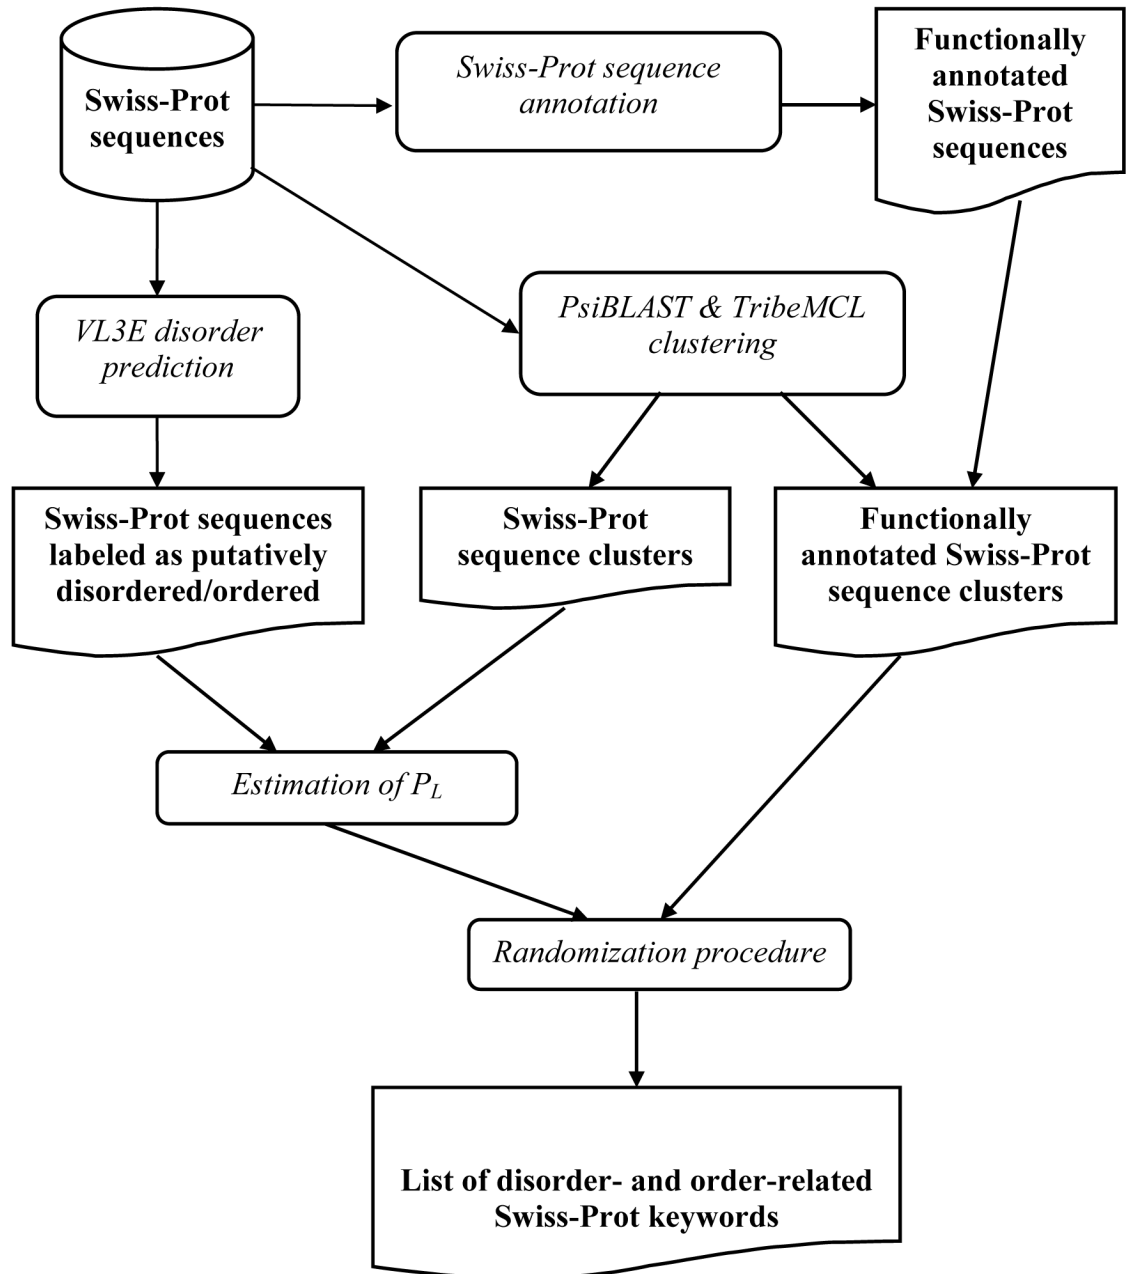 Swiss-Prot
sequences
Swiss-Prot sequence
annotation
Functionally
annotated
Swiss-Prot
sequences
VL3E disorder
prediction
PsiBLAST & TribeMCL
clustering
Swiss-Prot sequences
labeled as putatively
disordered/ordered
Swiss-Prot
sequence clusters
Functionally
annotated Swiss-Prot
sequence clusters
Estimation of P_L
Randomization procedure
List of disorder- and order-related
Swiss-Prot keywords